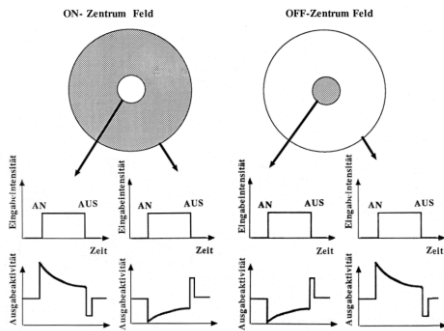 ON- Zentrum Feld
OFF-Zentrum Feld
Eingabeintensität
AN
AUS
Zeit
Eingabeintensität
AN
AUS
Zeit
Eingabeintensität
AN
AUS
Zeit
Eingabeintensität
AN
AUS
Zeit
Ausgabeaktivität
Ausgabeaktivität
Ausgabeaktivität
Ausgabeaktivität